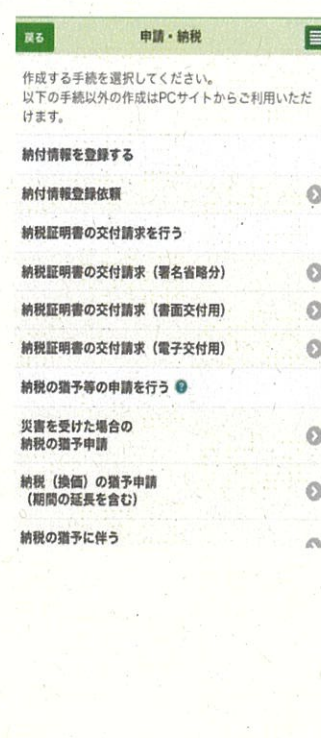 戻る
申請・納税
作成する手続を選択してください。
以下の手続以外の作成はPCサイトからご利用いただ
けます。
納付情報を登録する
納付情報登録依頼
納税証明書の交付請求を行う
納税証明書の交付請求（署名省略分）
納税証明書の交付請求（書面交付用）
納税証明書の交付請求（電子交付用）
納税の猶予等の申請を行う ?
災害を受けた場合の
納税の猶予申請
納税（換価）の猶予申請
（期間の延長を含む）
納税の猶予に伴う